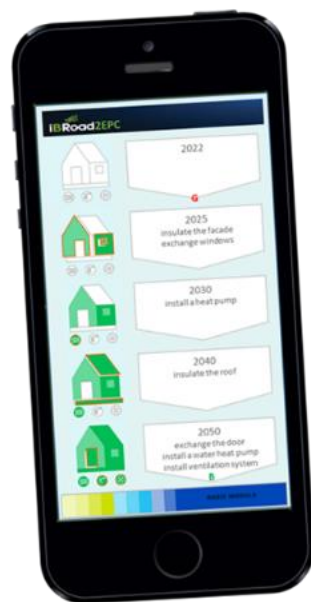 iBRoad2EPC
2022
G
2025
insulate the facade
exchange windows
2030
install a heat pump
2040
insulate the roof
2050
exchange the door
install a water heat pump
install ventilation system